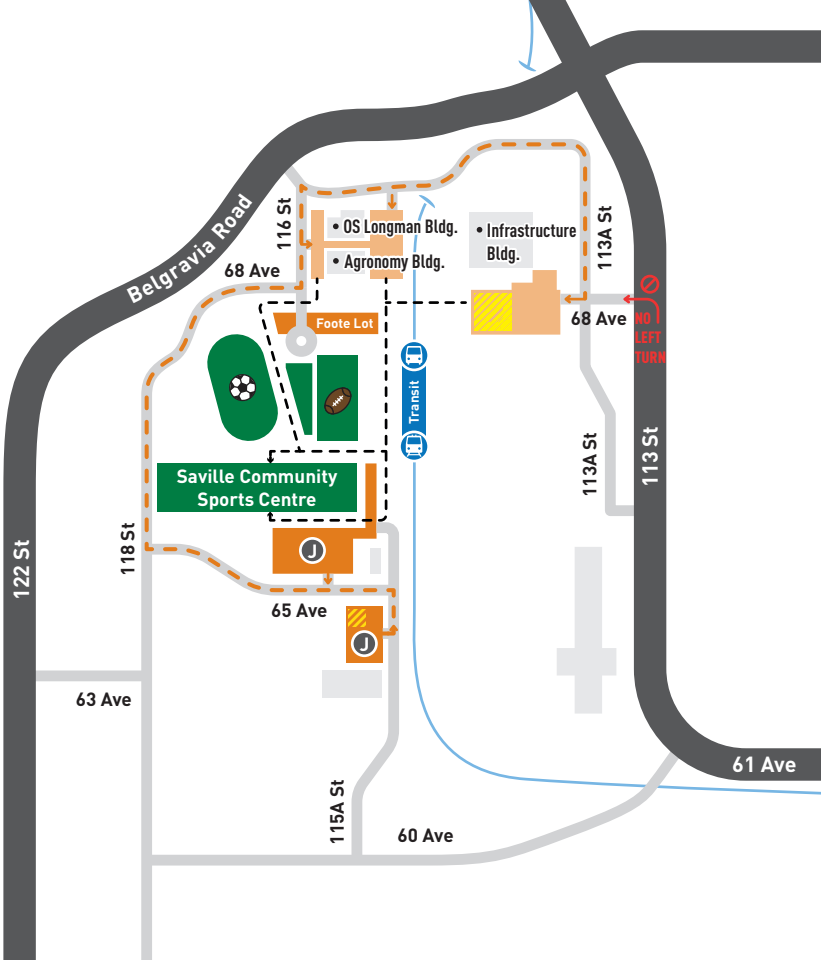 Belgravia Road
116 St
• OS Longman Bldg.
• Agronomy Bldg.
• Infrastructure
Bldg.
113A St
68 Ave
68 Ave
NO
LEFT
TURN
Foote Lot
Transit
113A St
113 St
Saville Community
Sports Centre
122 St
118 St
J
65 Ave
J
63 Ave
61 Ave
115A St
60 Ave